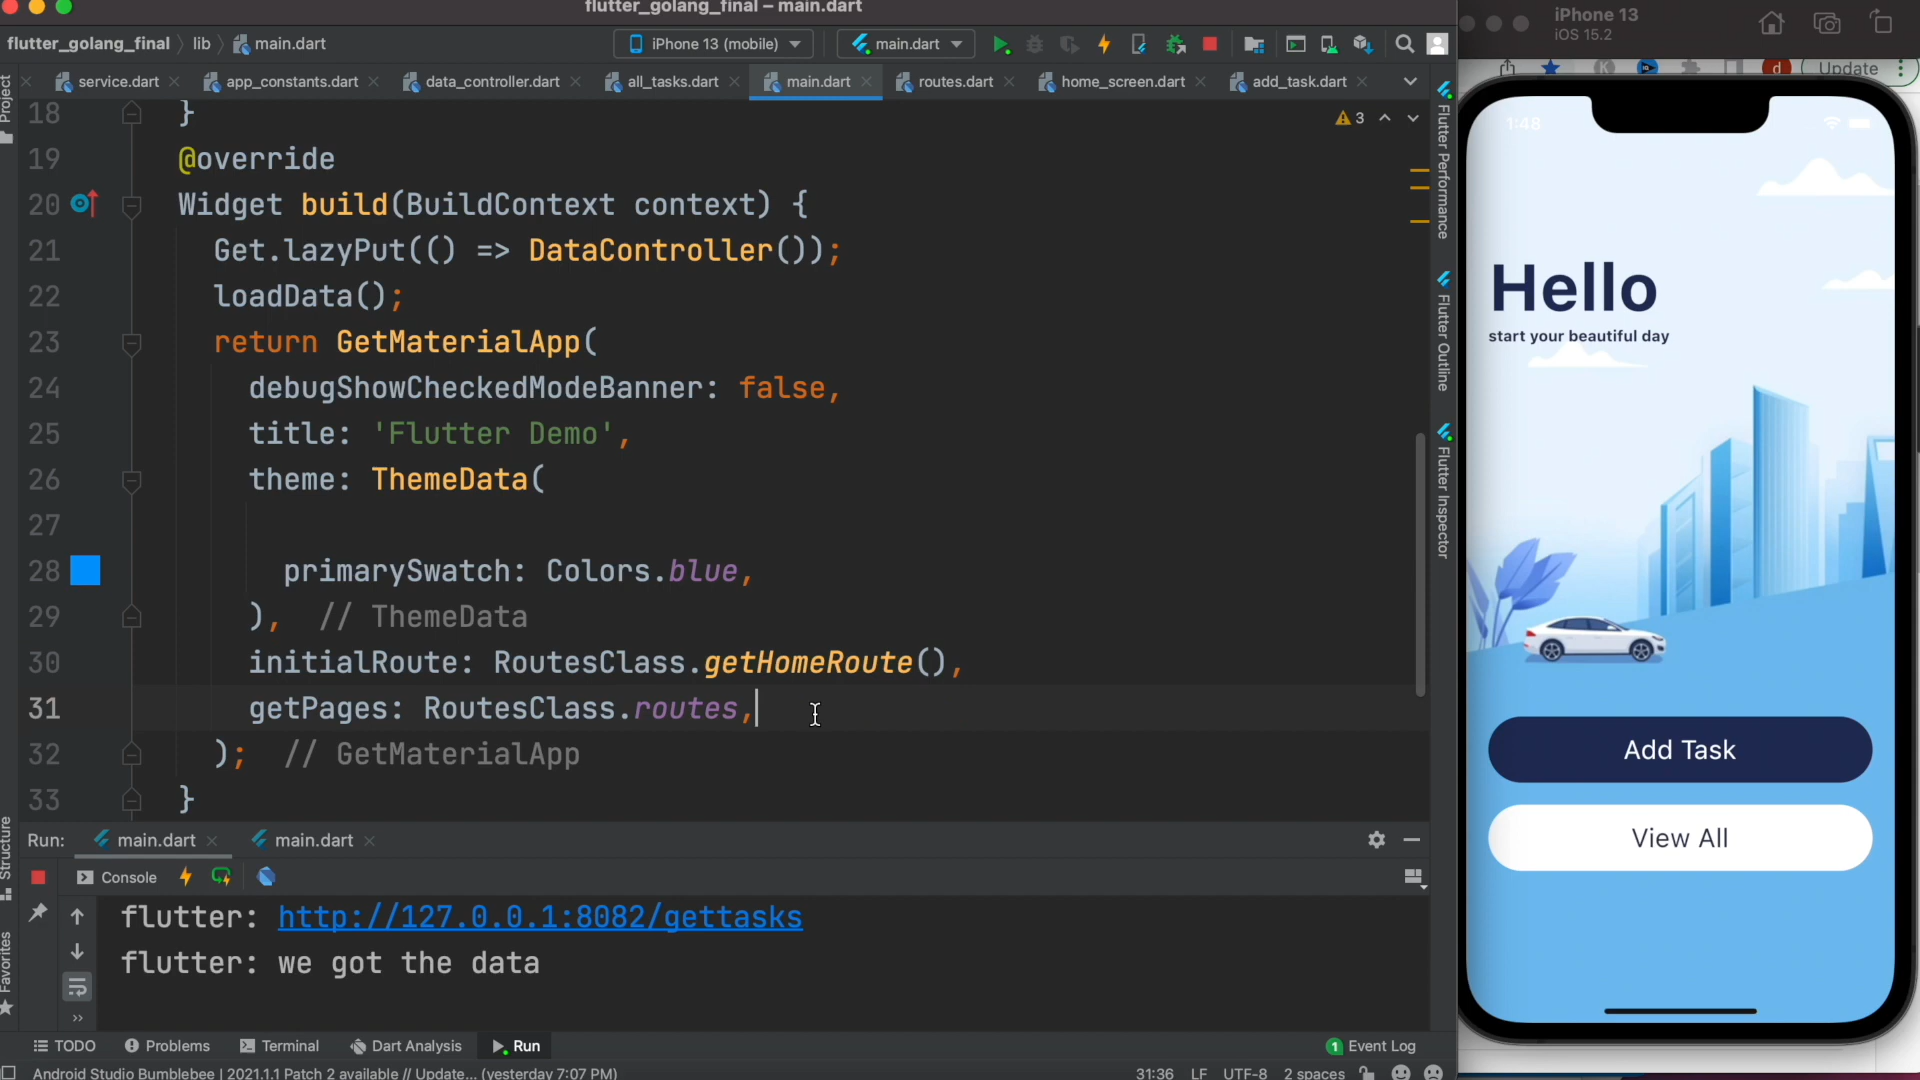 flutter_golang_final – main.dart
flutter_golang_final lib main.dart
iPhone 13 (mobile) main.dart
service.dart app_constants.dart data_controller.dart all_tasks.dart main.dart routes.dart home_screen.dart add_task.dart
3
18 }
19 @override
20 Widget build(BuildContext context) {
21 Get.lazyPut(() => DataController());
22 loadData();
23 return GetMaterialApp(
24 debugShowCheckedModeBanner: false,
25 title: 'Flutter Demo',
26 theme: ThemeData(
27
28 primarySwatch: Colors.blue,
29 ), // ThemeData
30 initialRoute: RoutesClass.getHomeRoute(),
31 getPages: RoutesClass.routes,
32 ); // GetMaterialApp
33 }
Project
Structure
Favorites
Flutter Performance
Flutter Outline
Flutter Inspector
Run: main.dart main.dart
Console
flutter: http://127.0.0.1:8082/gettasks
flutter: we got the data
TODO Problems Terminal Dart Analysis Run 1 Event Log
Android Studio Bumblebee | 2021.1.1 Patch 2 available // Update... (yesterday 7:07 PM) 31:36 LF UTF-8 2 spaces
iPhone 13
iOS 15.2
d Update
1:48
Hello
start your beautiful day
Add Task
View All